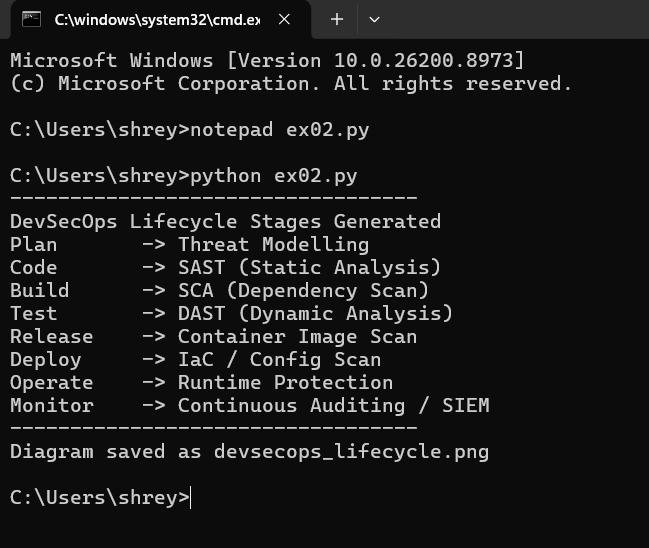 C:\windows\system32\cmd.ex
Microsoft Windows [Version 10.0.26200.8973]
(c) Microsoft Corporation. All rights reserved.
C:\Users\shrey>notepad ex02.py
C:\Users\shrey>python ex02.py
----------------------------------
DevSecOps Lifecycle Stages Generated
Plan       -> Threat Modelling
Code       -> SAST (Static Analysis)
Build      -> SCA (Dependency Scan)
Test       -> DAST (Dynamic Analysis)
Release    -> Container Image Scan
Deploy     -> IaC / Config Scan
Operate    -> Runtime Protection
Monitor    -> Continuous Auditing / SIEM
----------------------------------
Diagram saved as devsecops_lifecycle.png
C:\Users\shrey>